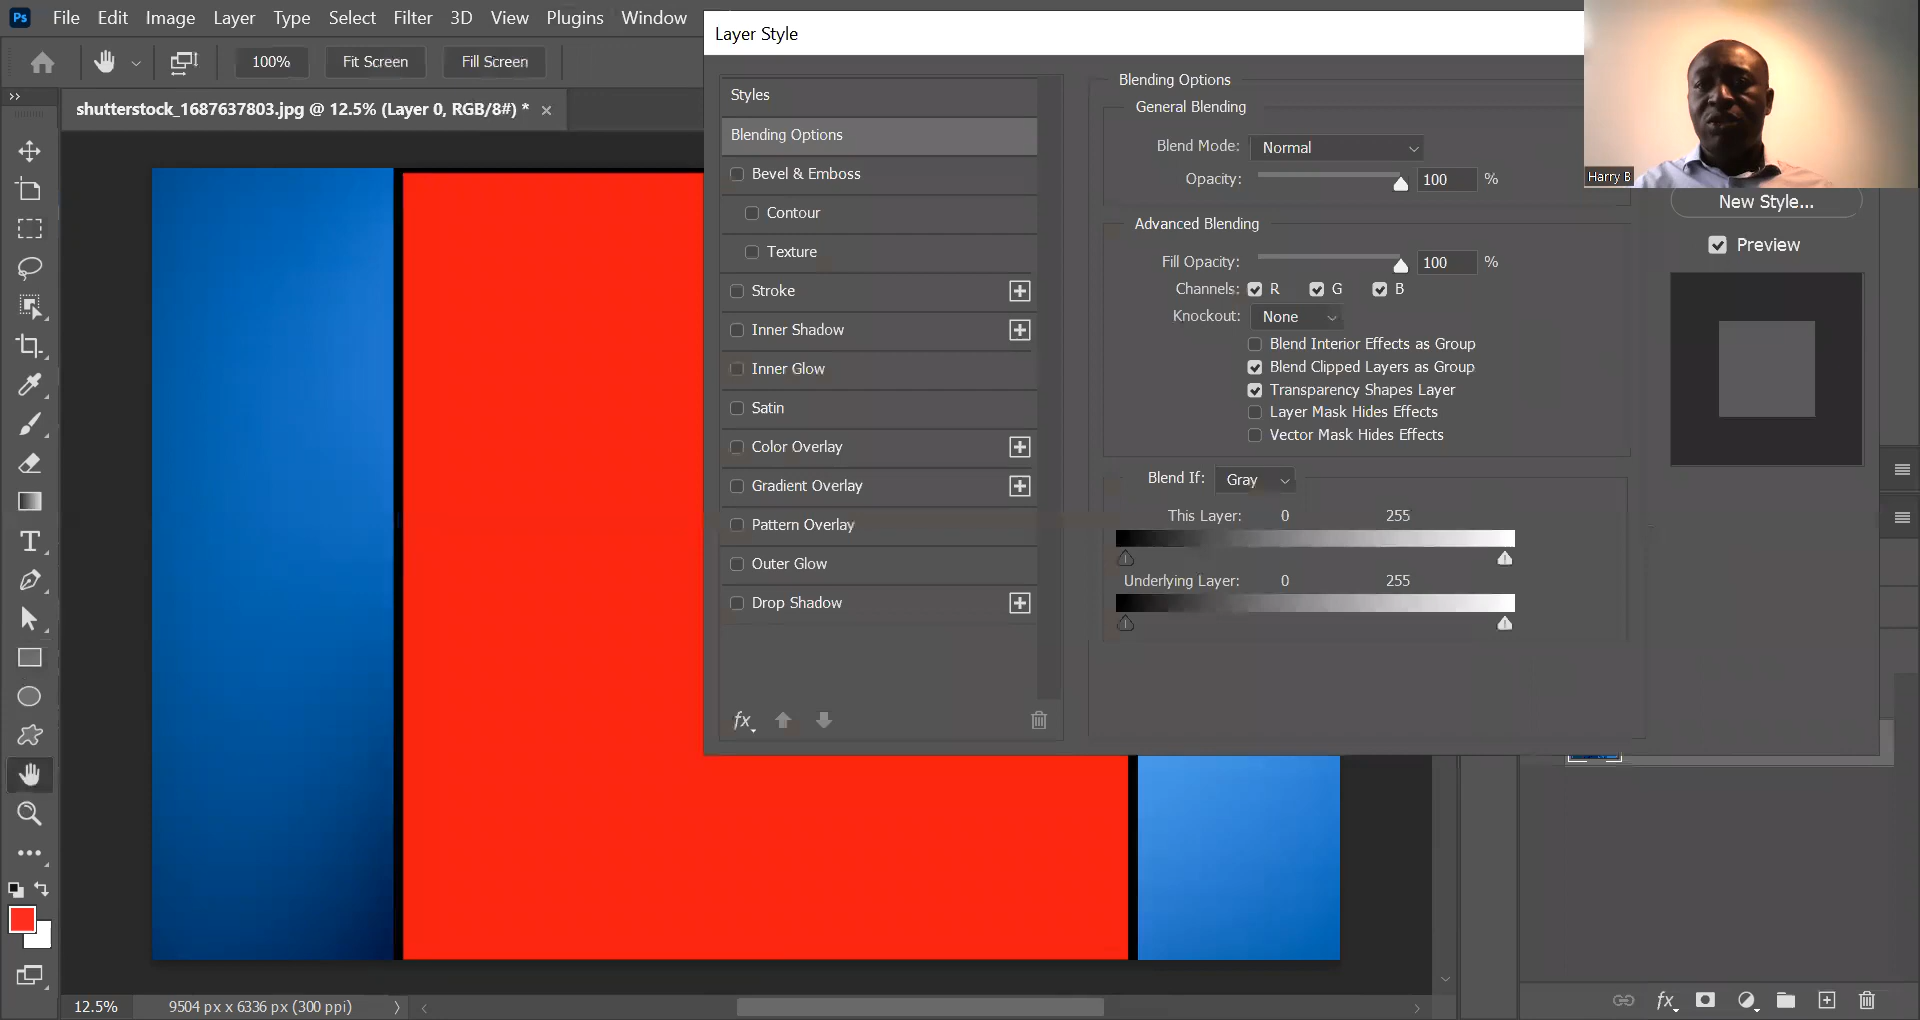 Ps File Edit Image Layer Type Select Filter 3D View Plugins Window
Layer Style
100% Fit Screen Fill Screen
shutterstock_1687637803.jpg @ 12.5% (Layer 0, RGB/8#) * ×
Styles
Blending Options
Bevel & Emboss
Contour
Texture
Stroke
Inner Shadow
Inner Glow
Satin
Color Overlay
Gradient Overlay
Pattern Overlay
Outer Glow
Drop Shadow
fx
Blending Options
General Blending
Blend Mode: Normal
Opacity: 100 %
Advanced Blending
Fill Opacity: 100 %
Channels: R G B
Knockout: None
Blend Interior Effects as Group
Blend Clipped Layers as Group
Transparency Shapes Layer
Layer Mask Hides Effects
Vector Mask Hides Effects
Blend If: Gray
This Layer: 0 255
Underlying Layer: 0 255
Harry B
New Style...
Preview
12.5% 9504 px x 6336 px (300 ppi)
fx